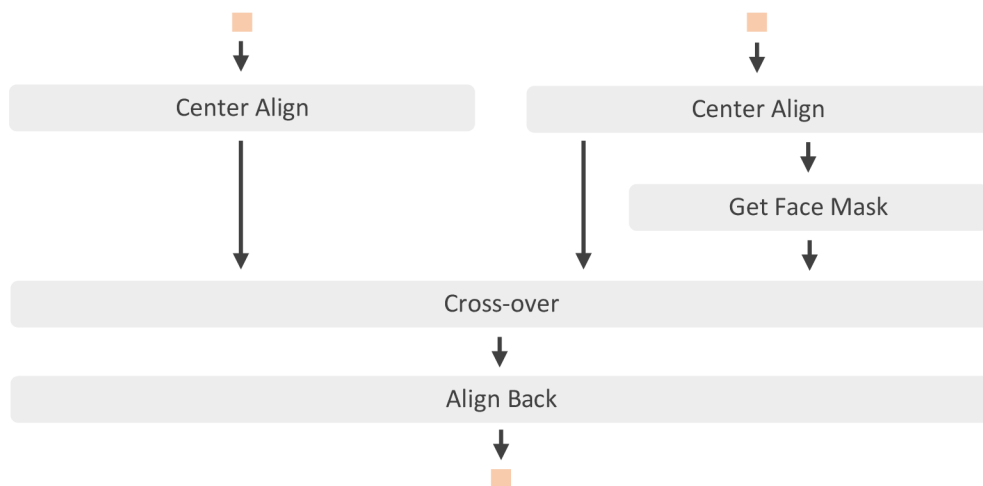 Center Align
Center Align
Get Face Mask
Cross-over
Align Back